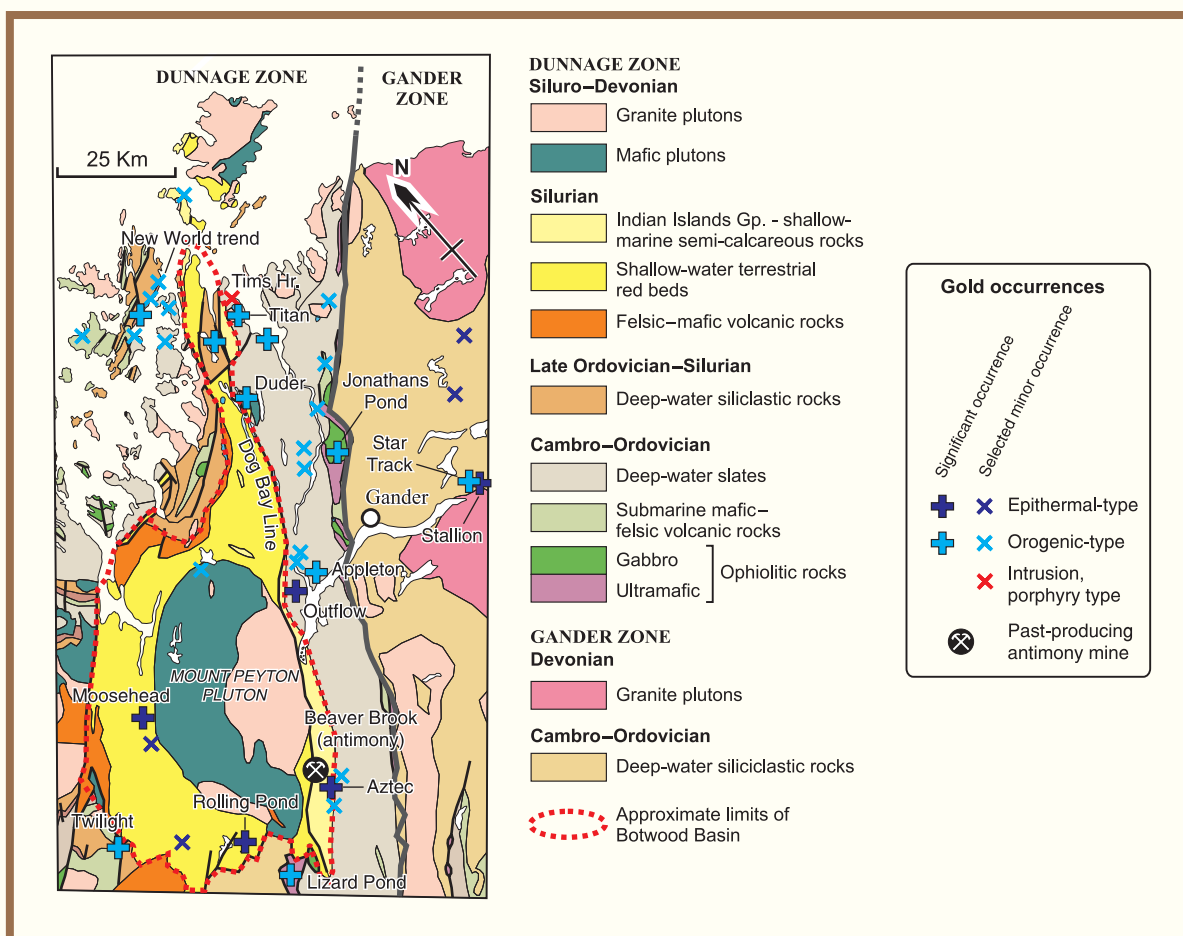 DUNNAGE ZONE
GANDER
ZONE
25 Km
N
New World trend
Tims Hr.
Titan
Duder
Jonathans
Pond
Dog Bay Line
Star
Track
Gander
Stallion
Appleton
Outflow
MOUNT PEYTON
PLUTON
Moosehead
Beaver Brook
(antimony)
Aztec
Rolling Pond
Twilight
Lizard Pond
DUNNAGE ZONE
Siluro–Devonian
Granite plutons
Mafic plutons
Silurian
Indian Islands Gp. - shallow-
marine semi-calcareous rocks
Shallow-water terrestrial
red beds
Felsic–mafic volcanic rocks
Late Ordovician–Silurian
Deep-water siliclastic rocks
Cambro–Ordovician
Deep-water slates
Submarine mafic–
felsic volcanic rocks
Gabbro
Ultramafic
Ophiolitic rocks
GANDER ZONE
Devonian
Granite plutons
Cambro–Ordovician
Deep-water siliciclastic rocks
Approximate limits of
Botwood Basin
Gold occurrences
Significant occurrence
Selected minor occurrence
Epithermal-type
Orogenic-type
Intrusion,
porphyry type
Past-producing
antimony mine